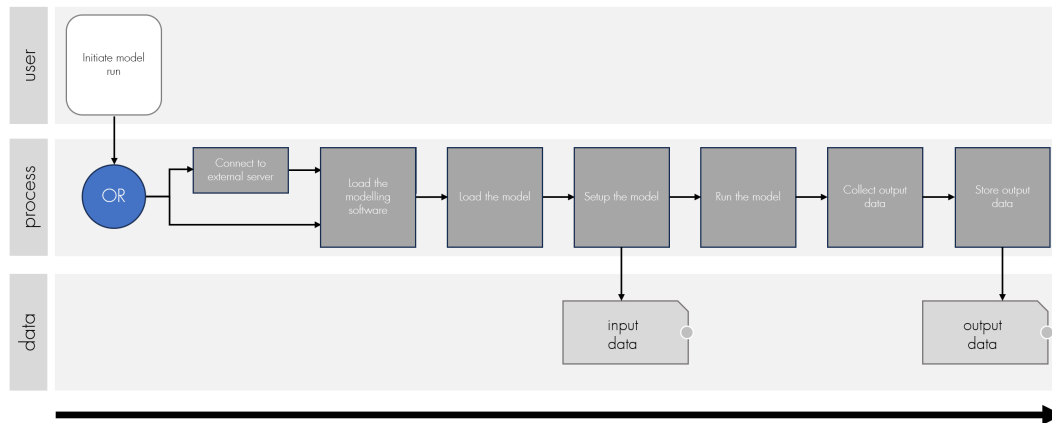 user
Initiate model
run
process
OR
Connect to
external server
Load the
modelling
software
Load the model
Setup the model
Run the model
Collect output
data
Store output
data
data
input
data
output
data